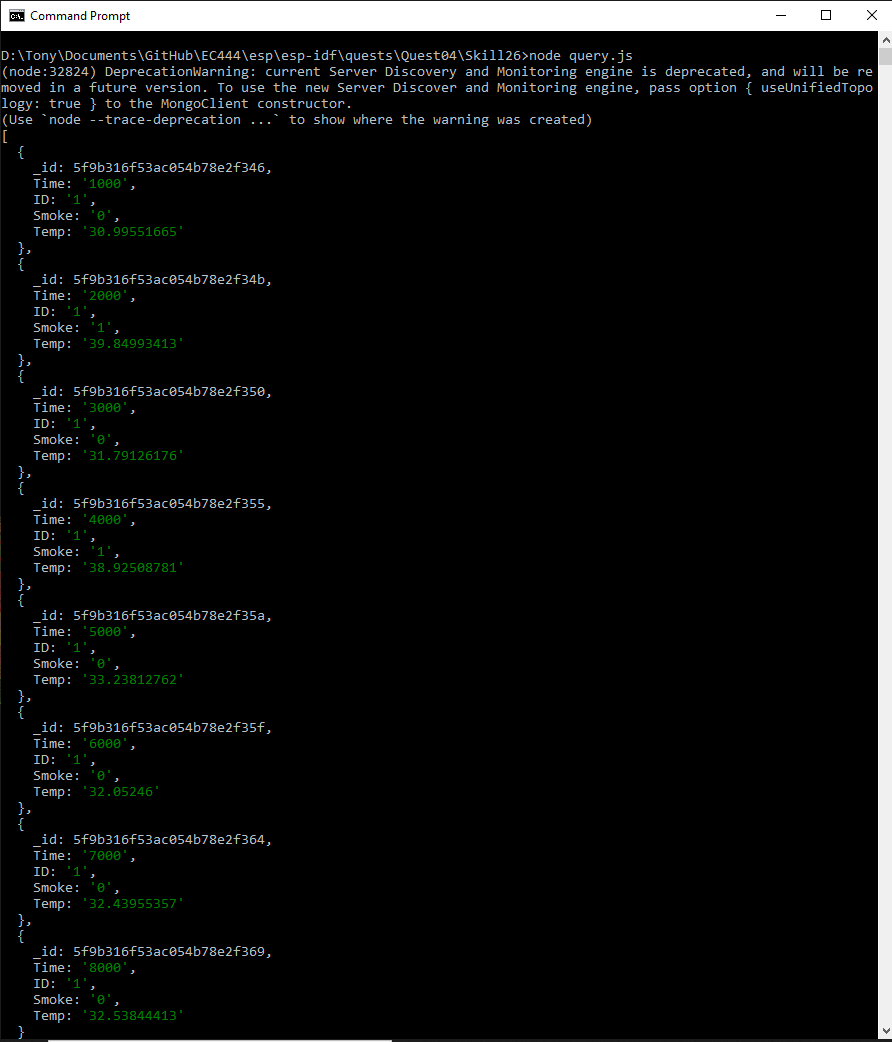 Command Prompt
D:\Tony\Documents\GitHub\EC444\esp\esp-idf\quests\Quest04\Skill26>node query.js
(node:32824) DeprecationWarning: current Server Discovery and Monitoring engine is deprecated, and will be re
moved in a future version. To use the new Server Discover and Monitoring engine, pass option { useUnifiedTopo
logy: true } to the MongoClient constructor.
(Use `node --trace-deprecation ...` to show where the warning was created)
[
  {
    _id: 5f9b316f53ac054b78e2f346,
    Time: '1000',
    ID: '1',
    Smoke: '0',
    Temp: '30.99551665'
  },
  {
    _id: 5f9b316f53ac054b78e2f34b,
    Time: '2000',
    ID: '1',
    Smoke: '1',
    Temp: '39.84993413'
  },
  {
    _id: 5f9b316f53ac054b78e2f350,
    Time: '3000',
    ID: '1',
    Smoke: '0',
    Temp: '31.79126176'
  },
  {
    _id: 5f9b316f53ac054b78e2f355,
    Time: '4000',
    ID: '1',
    Smoke: '1',
    Temp: '38.92508781'
  },
  {
    _id: 5f9b316f53ac054b78e2f35a,
    Time: '5000',
    ID: '1',
    Smoke: '0',
    Temp: '33.23812762'
  },
  {
    _id: 5f9b316f53ac054b78e2f35f,
    Time: '6000',
    ID: '1',
    Smoke: '0',
    Temp: '32.05246'
  },
  {
    _id: 5f9b316f53ac054b78e2f364,
    Time: '7000',
    ID: '1',
    Smoke: '0',
    Temp: '32.43955357'
  },
  {
    _id: 5f9b316f53ac054b78e2f369,
    Time: '8000',
    ID: '1',
    Smoke: '0',
    Temp: '32.53844413'
  }